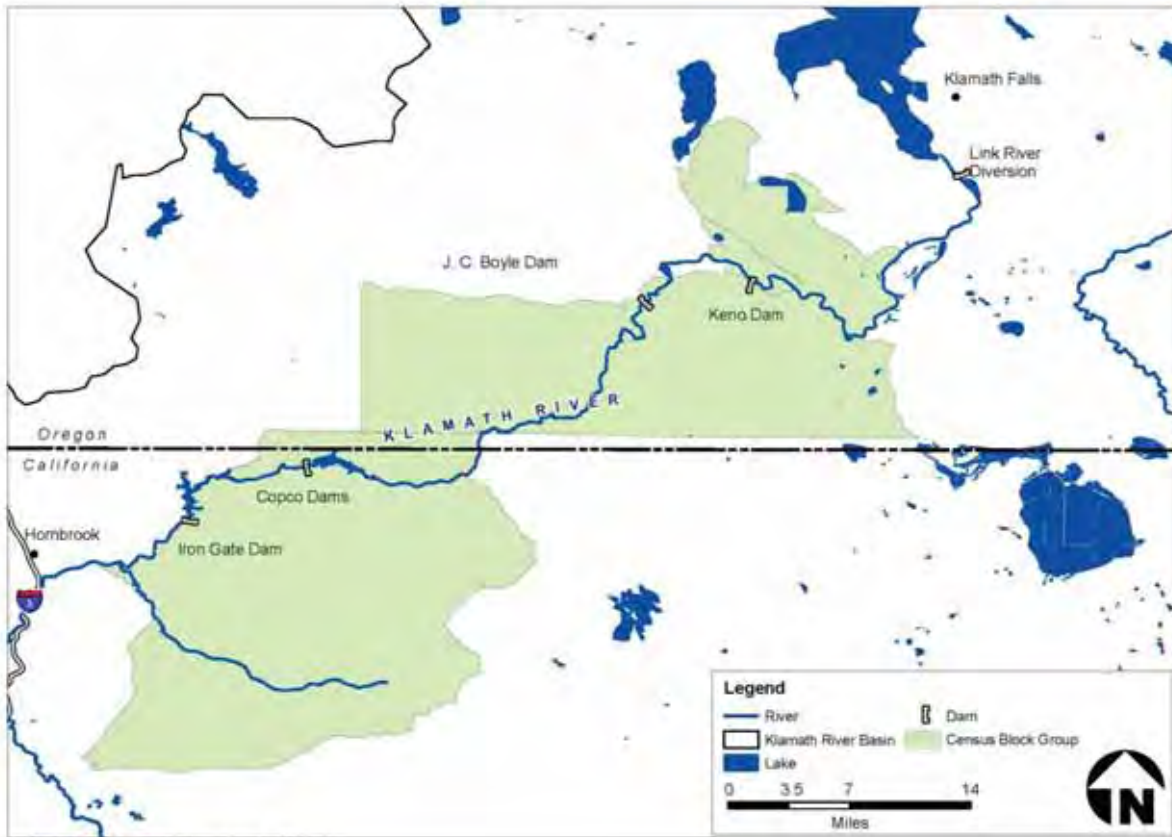 Klamath Falls
Link River
Diversion
J. C. Boyle Dam
Keno Dam
KLAMATH RIVER
Oregon
California
Copco Dams
Hornbrook
Iron Gate Dam
5
Legend
River
Dam
Klamath River Basin
Census Block Group
Lake
0 3.5 7 14
Miles
N